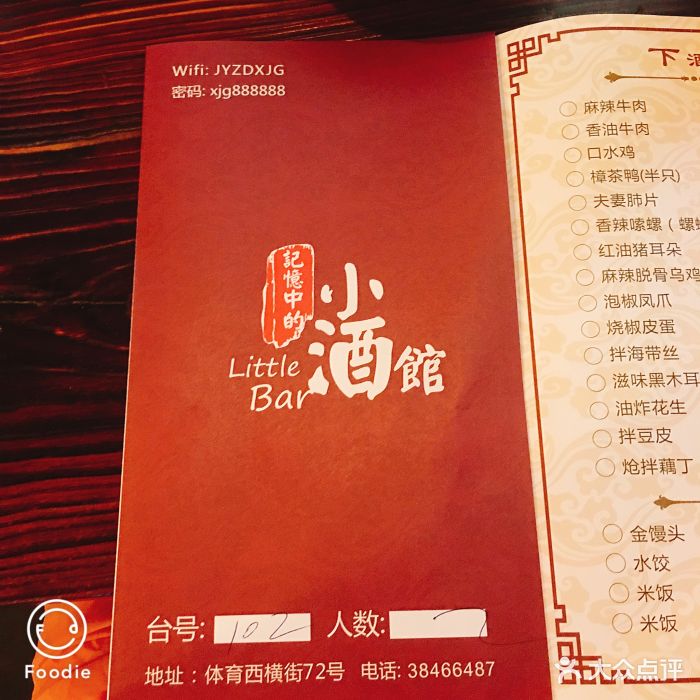 Wifi: JYZDXJG
密码: xjg888888
記憶中的
小酒館
Little
Bar
台号: 102 人数:
地址：体育西横街72号 电话: 38466487
下酒
麻辣牛肉
香油牛肉
口水鸡
樟茶鸭(半只)
夫妻肺片
香辣嗦螺（螺蛳
红油猪耳朵
麻辣脱骨乌鸡
泡椒凤爪
烧椒皮蛋
拌海带丝
滋味黑木耳
油炸花生
拌豆皮
炝拌藕丁
金馒头
水饺
米饭
米饭
Foodie
大众点评